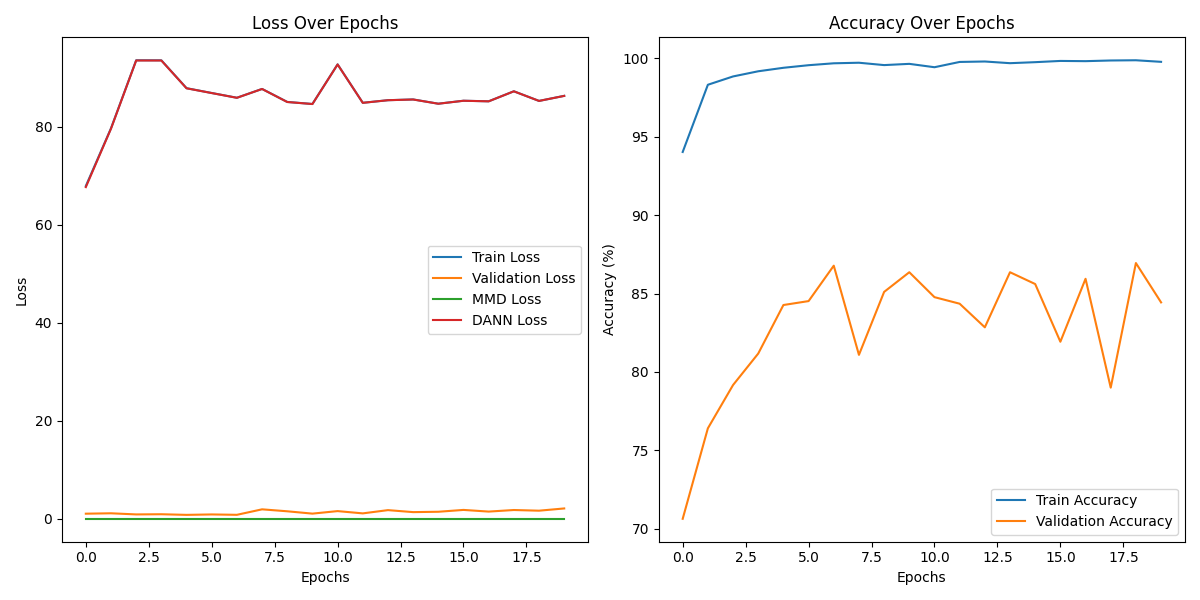 Loss Over Epochs
Loss
80
60
40
20
0
0.0 2.5 5.0 7.5 10.0 12.5 15.0 17.5
Epochs
Train Loss
Validation Loss
MMD Loss
DANN Loss
Accuracy Over Epochs
Accuracy (%)
100
95
90
85
80
75
70
0.0 2.5 5.0 7.5 10.0 12.5 15.0 17.5
Epochs
Train Accuracy
Validation Accuracy